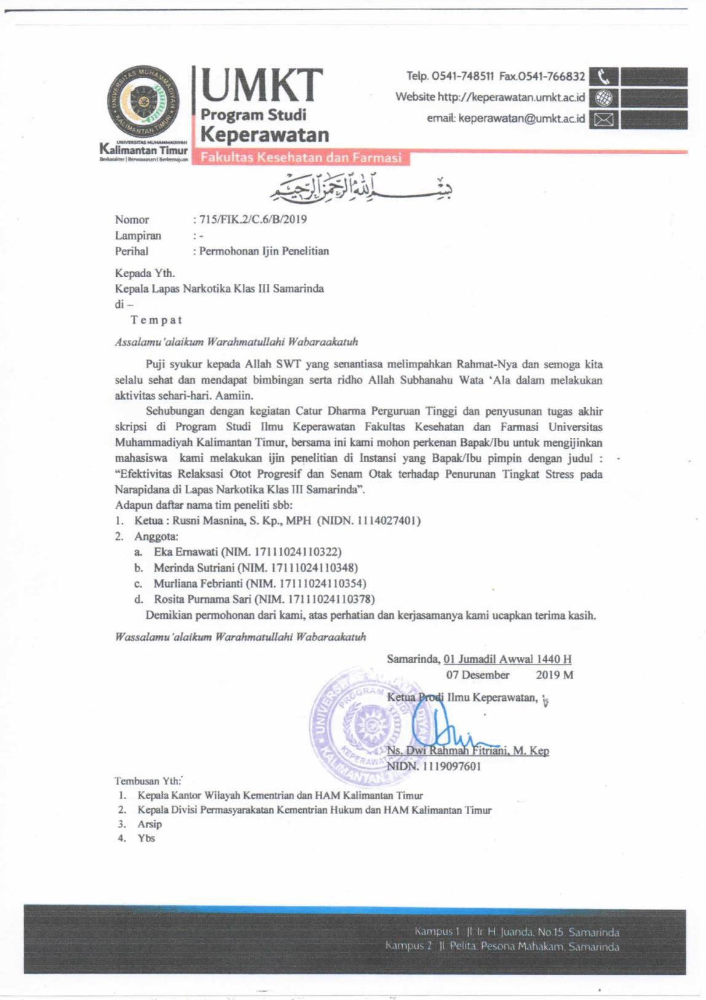 UNIVERSITAS MUHAMMADIYAH
KALIMANTAN TIMUR
UNIVERSITAS MUHAMMADIYAH
Kalimantan Timur
Berkarakter | Berwawasan | Berkemajuan
UMKT
Program Studi
Keperawatan
Fakultas Kesehatan dan Farmasi
Telp. 0541-748511 Fax.0541-766832
Website http://keperawatan.umkt.ac.id
email: keperawatan@umkt.ac.id
بسم الله الرحمن الرحيم
Nomor : 715/FIK.2/C.6/B/2019
Lampiran : -
Perihal : Permohonan Ijin Penelitian
Kepada Yth.
Kepala Lapas Narkotika Klas III Samarinda
di –
T e m p a t
Assalamu'alaikum Warahmatullahi Wabaraakatuh
Puji syukur kepada Allah SWT yang senantiasa melimpahkan Rahmat-Nya dan semoga kita
selalu sehat dan mendapat bimbingan serta ridho Allah Subhanahu Wata 'Ala dalam melakukan
aktivitas sehari-hari. Aamiin.
Sehubungan dengan kegiatan Catur Dharma Perguruan Tinggi dan penyusunan tugas akhir
skripsi di Program Studi Ilmu Keperawatan Fakultas Kesehatan dan Farmasi Universitas
Muhammadiyah Kalimantan Timur, bersama ini kami mohon perkenan Bapak/Ibu untuk mengijinkan
mahasiswa kami melakukan ijin penelitian di Instansi yang Bapak/Ibu pimpin dengan judul :
“Efektivitas Relaksasi Otot Progresif dan Senam Otak terhadap Penurunan Tingkat Stress pada
Narapidana di Lapas Narkotika Klas III Samarinda”.
Adapun daftar nama tim peneliti sbb:
1. Ketua : Rusni Masnina, S. Kp., MPH (NIDN. 1114027401)
2. Anggota:
a. Eka Ernawati (NIM. 17111024110322)
b. Merinda Sutriani (NIM. 17111024110348)
c. Murliana Febrianti (NIM. 17111024110354)
d. Rosita Purnama Sari (NIM. 17111024110378)
Demikian permohonan dari kami, atas perhatian dan kerjasamanya kami ucapkan terima kasih.
Wassalamu'alaikum Warahmatullahi Wabaraakatuh
Samarinda, 01 Jumadil Awwal 1440 H
07 Desember 2019 M
Ketua Prodi Ilmu Keperawatan,
UNIVERSITAS MUHAMMADIYAH
PROGRAM STUDI
KEPERAWATAN
KALIMANTAN TIMUR
Ns. Dwi Rahmah Fitriani, M. Kep
NIDN. 1119097601
Tembusan Yth:
1. Kepala Kantor Wilayah Kementrian dan HAM Kalimantan Timur
2. Kepala Divisi Permasyarakatan Kementrian Hukum dan HAM Kalimantan Timur
3. Arsip
4. Ybs
Kampus 1 Jl. Ir. H. Juanda, No.15, Samarinda
Kampus 2 Jl. Pelita, Pesona Mahakam, Samarinda